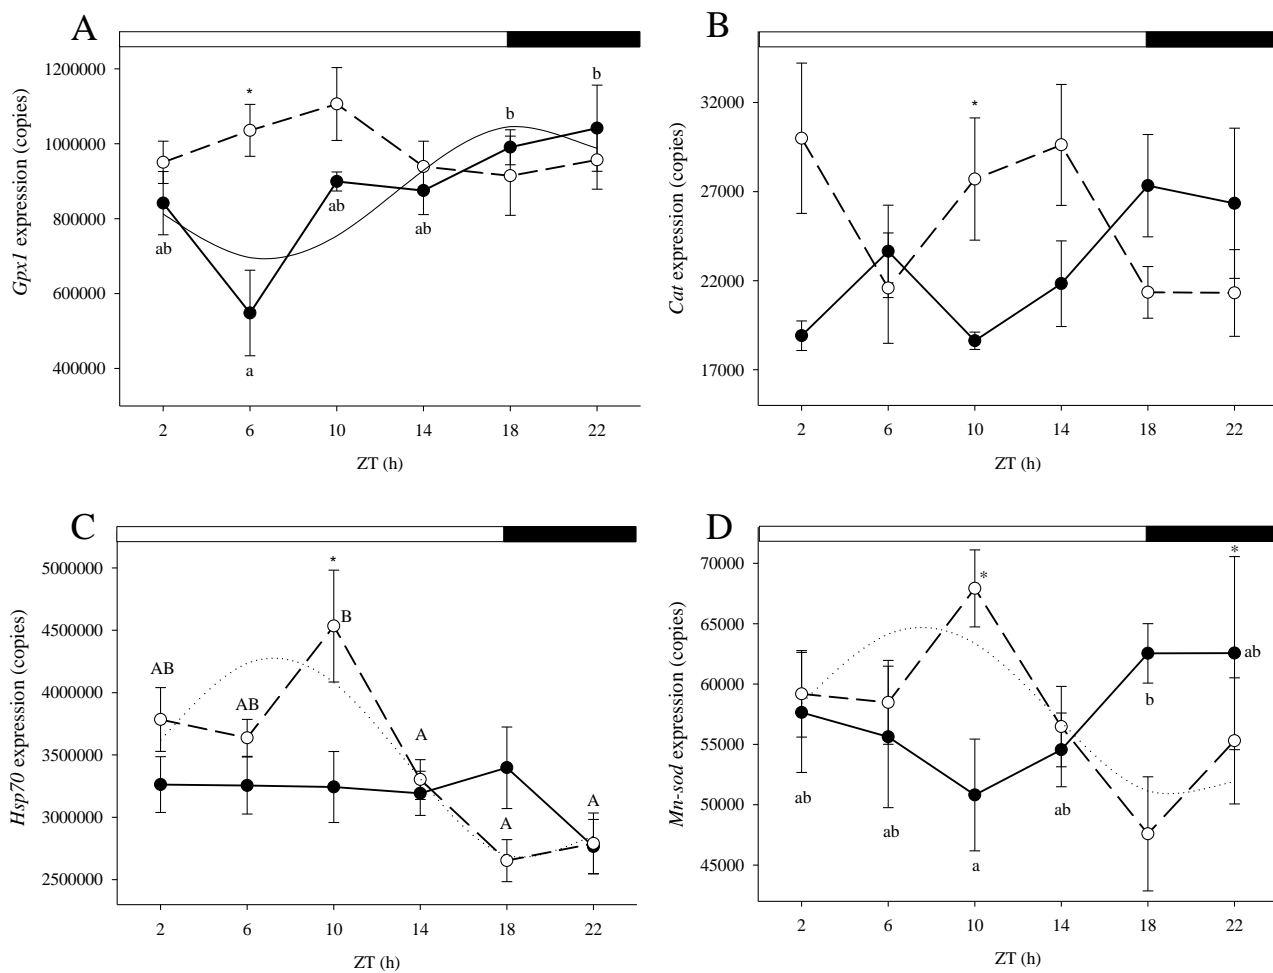 A
1200000
1000000
800000
600000
400000
Gpx1 expression (copies)
*
b
b
ab
ab
ab
a
2 6 10 14 18 22
ZT (h)
B
32000
27000
22000
17000
Cat expression (copies)
*
2 6 10 14 18 22
ZT (h)
C
5000000
4500000
4000000
3500000
3000000
2500000
Hsp70 expression (copies)
*
B
AB
AB
A
A
A
2 6 10 14 18 22
ZT (h)
D
70000
65000
60000
55000
50000
45000
Mn-sod expression (copies)
*
*
ab
b
ab
ab
ab
a
2 6 10 14 18 22
ZT (h)